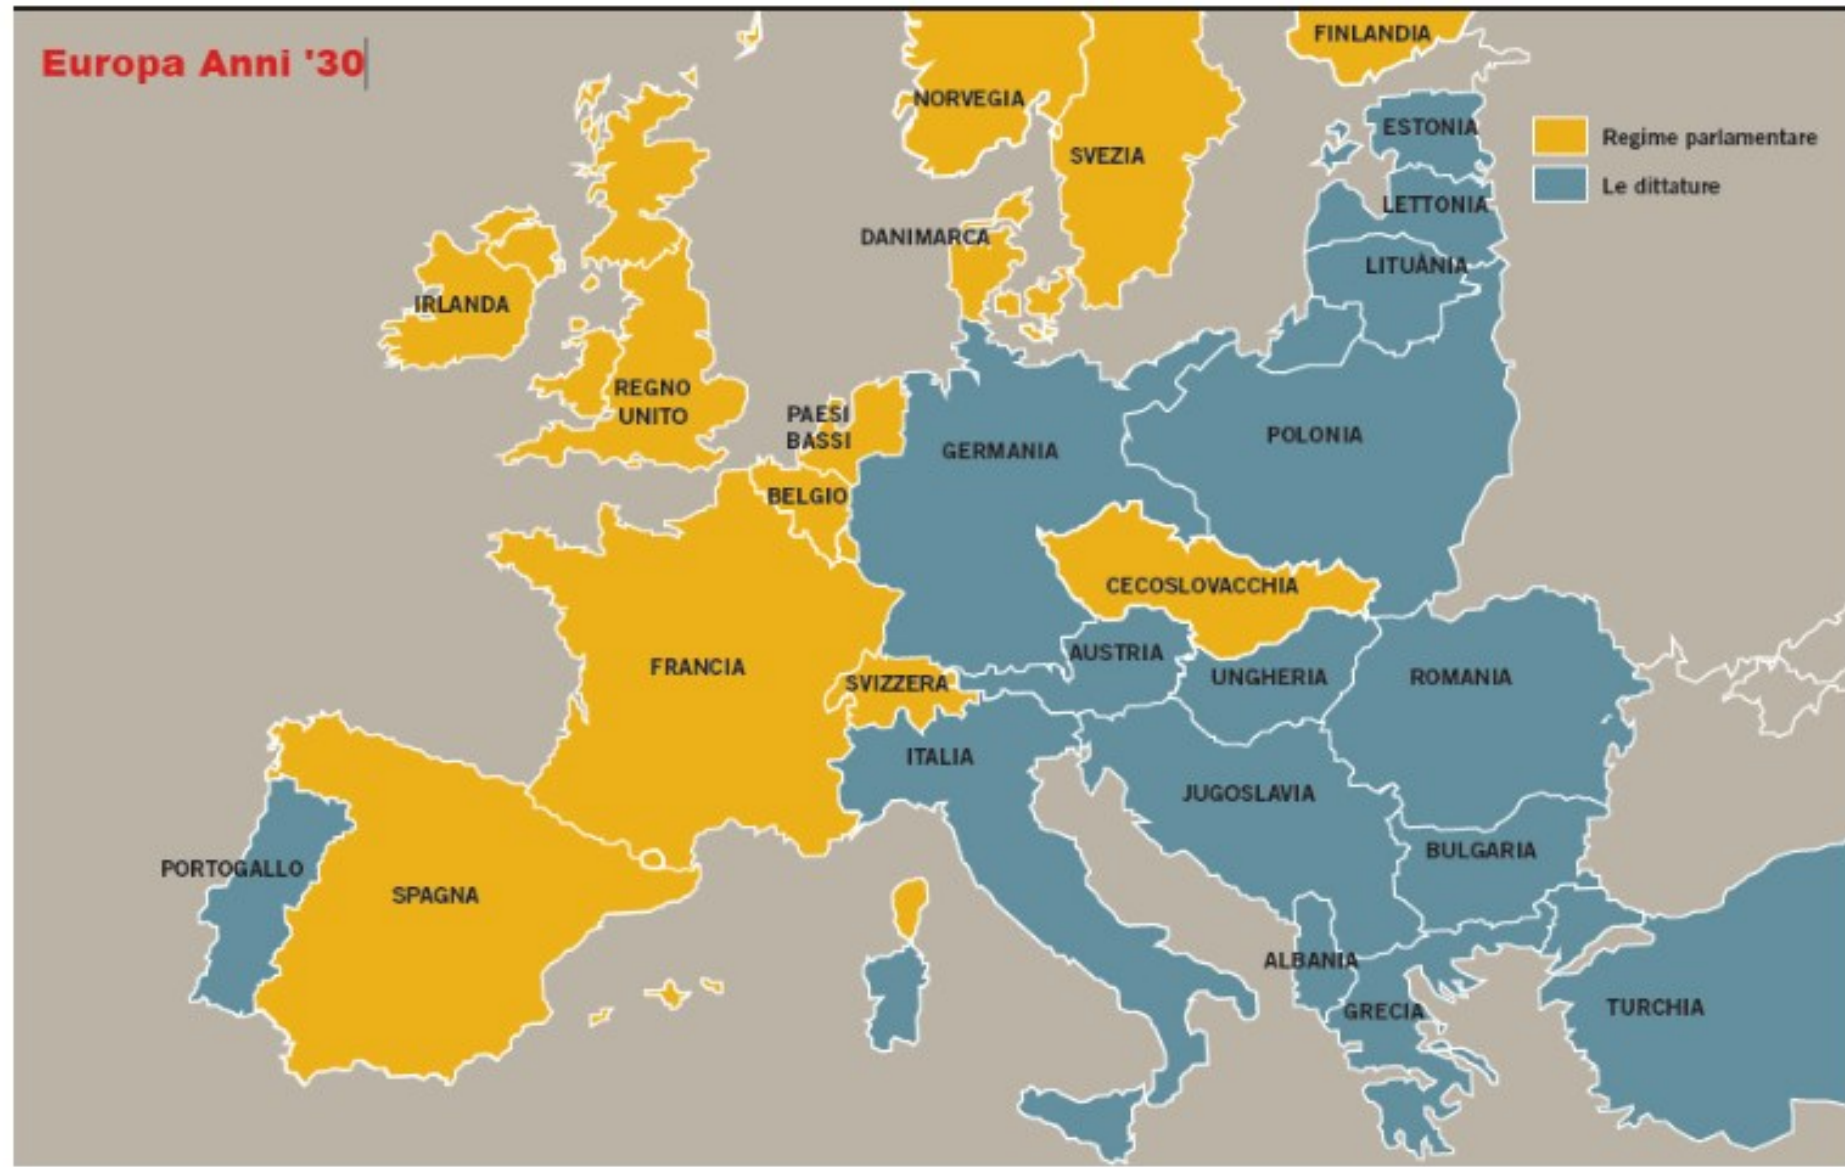 Europa Anni '30
FINLANDIA
NORVEGIA
SVEZIA
ESTONIA
Regime parlamentare
Le dittature
LETTONIA
DANIMARCA
LITUÂNIA
IRLANDA
REGNO
UNITO
PAESI
BASSI
GERMANIA
POLONIA
BELGIO
CECOSLOVACCHIA
FRANCIA
SVIZZERA
AUSTRIA
UNGHERIA
ROMANIA
ITALIA
JUGOSLAVIA
BULGARIA
PORTOGALLO
SPAGNA
ALBANIA
GRECIA
TURCHIA